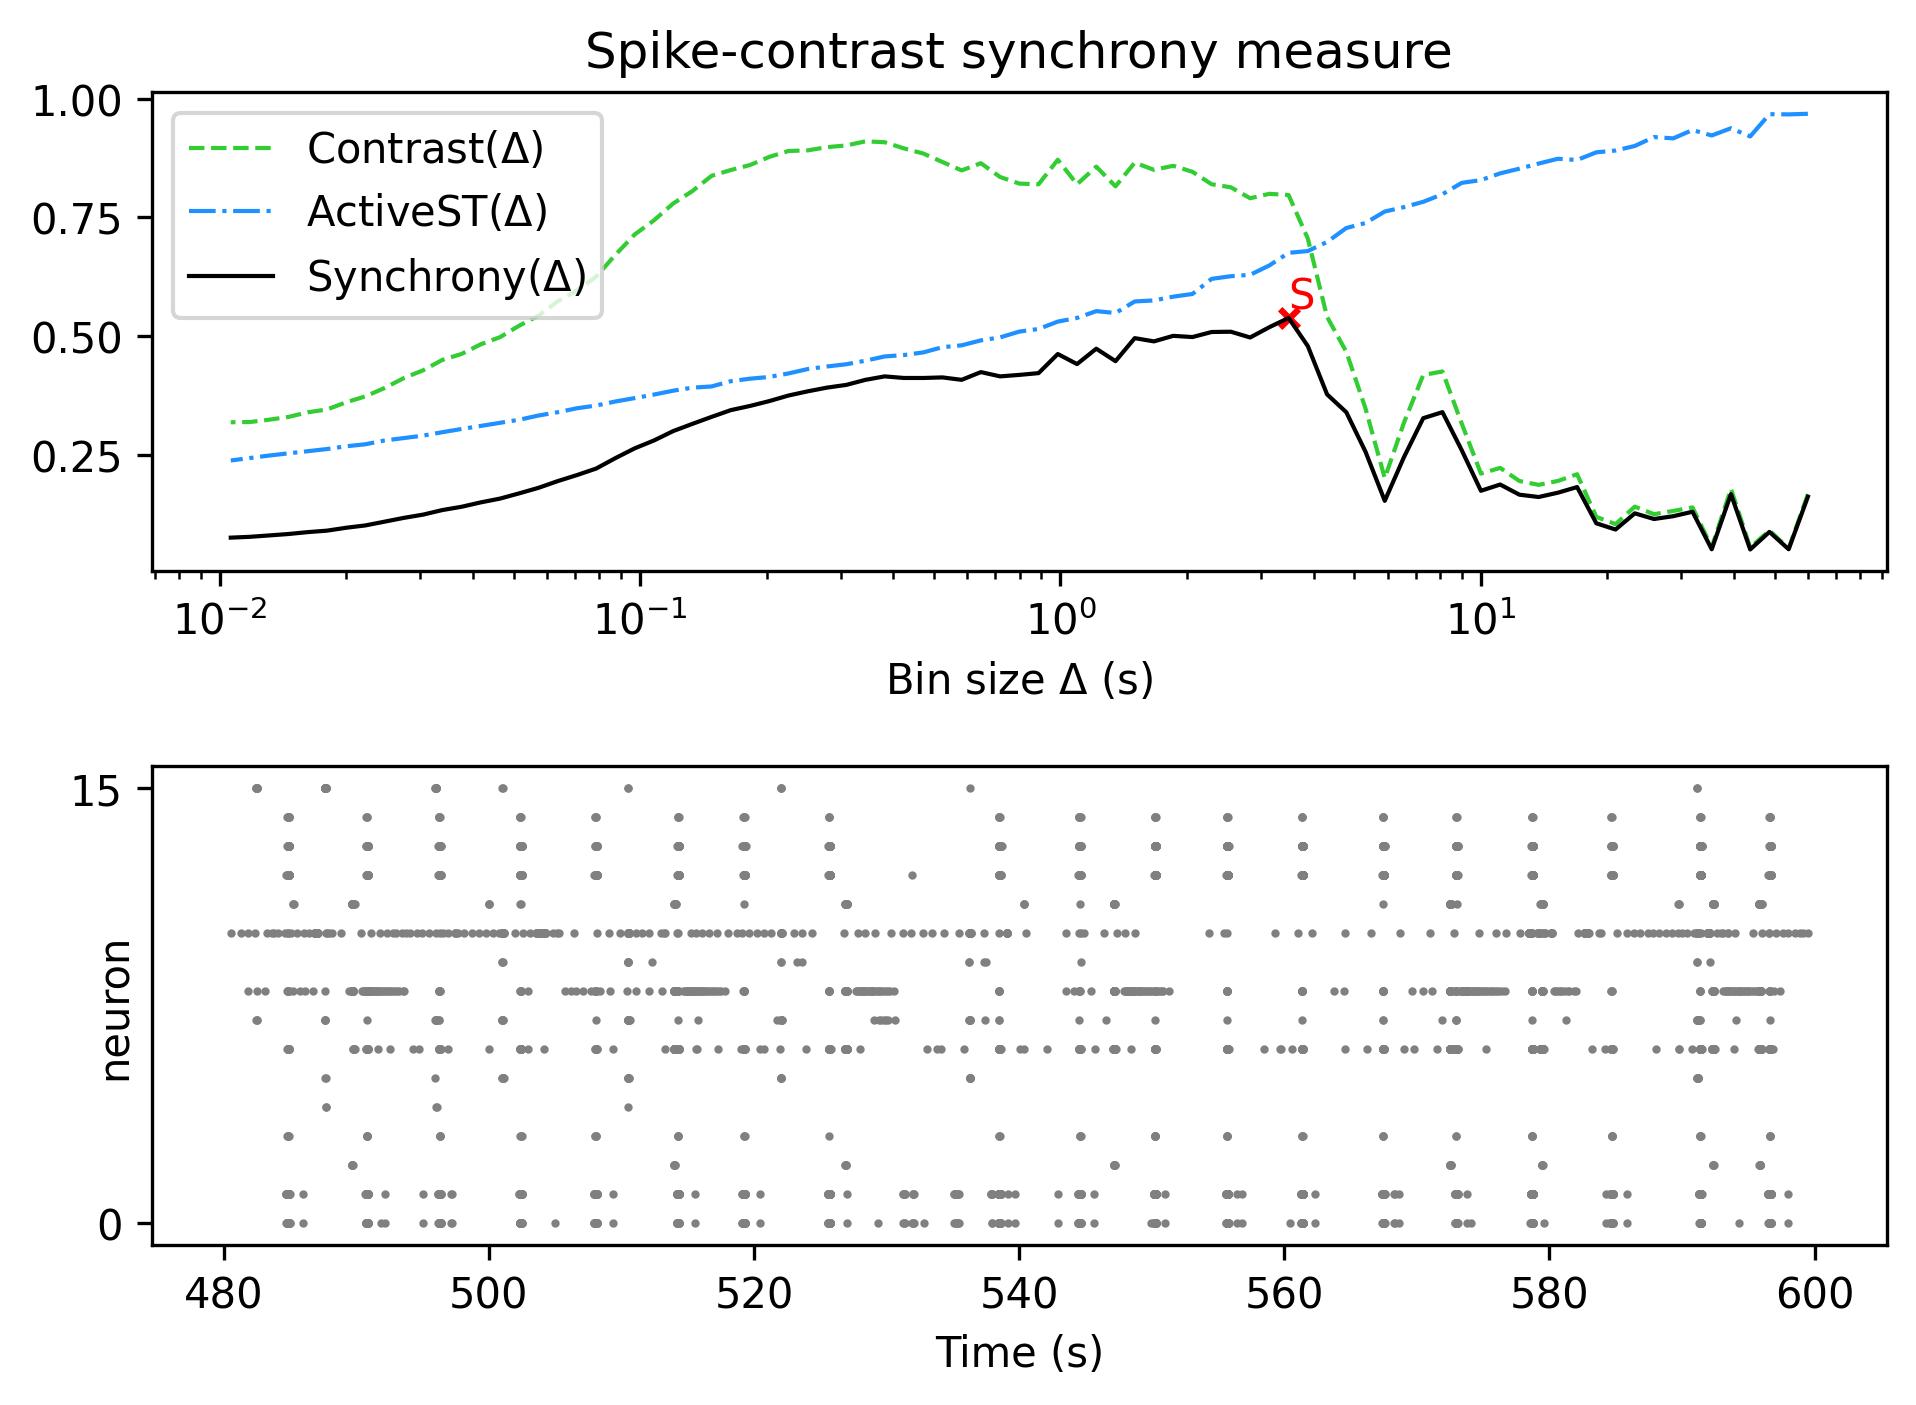 Spike-contrast synchrony measure
1.00
0.75
0.50
0.25
Contrast(Δ)
ActiveST(Δ)
Synchrony(Δ)
S
10⁻² 10⁻¹ 10⁰ 10¹
Bin size Δ (s)
15
0
neuron
480 500 520 540 560 580 600
Time (s)